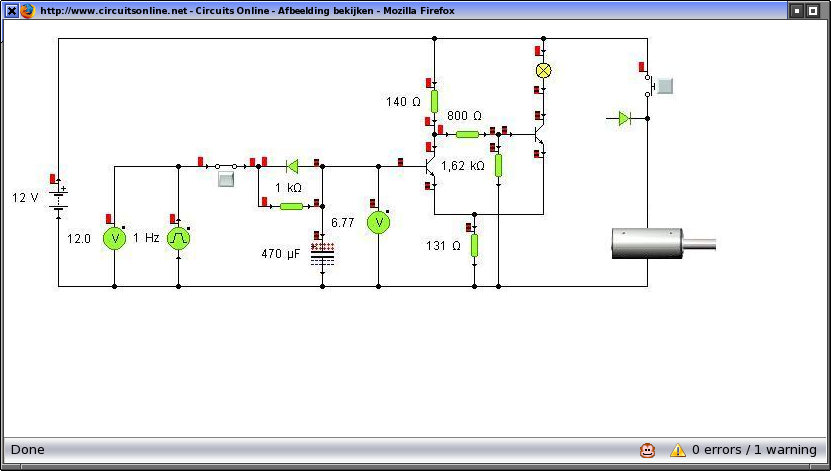 http://www.circuitsonline.net - Circuits Online - Afbeelding bekijken - Mozilla Firefox
140 Ω
800 Ω
1,62 kΩ
1 kΩ
12 V
+
12.0
V
1 Hz
6.77
V
470 µF
131 Ω
Done
0 errors / 1 warning